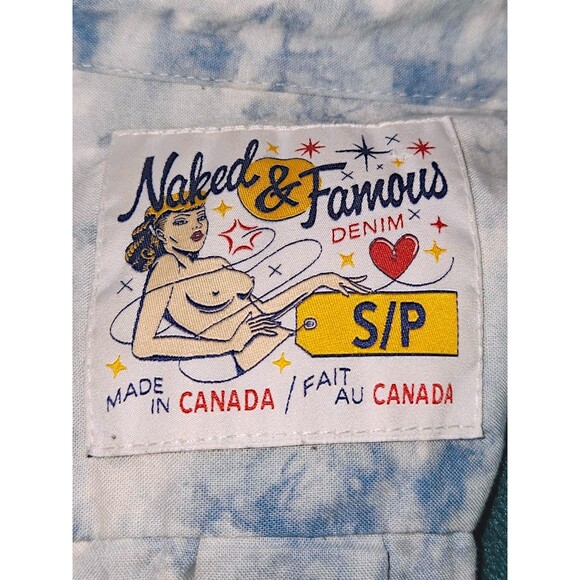 Naked & Famous
DENIM
S/P
MADE IN CANADA / FAIT AU CANADA